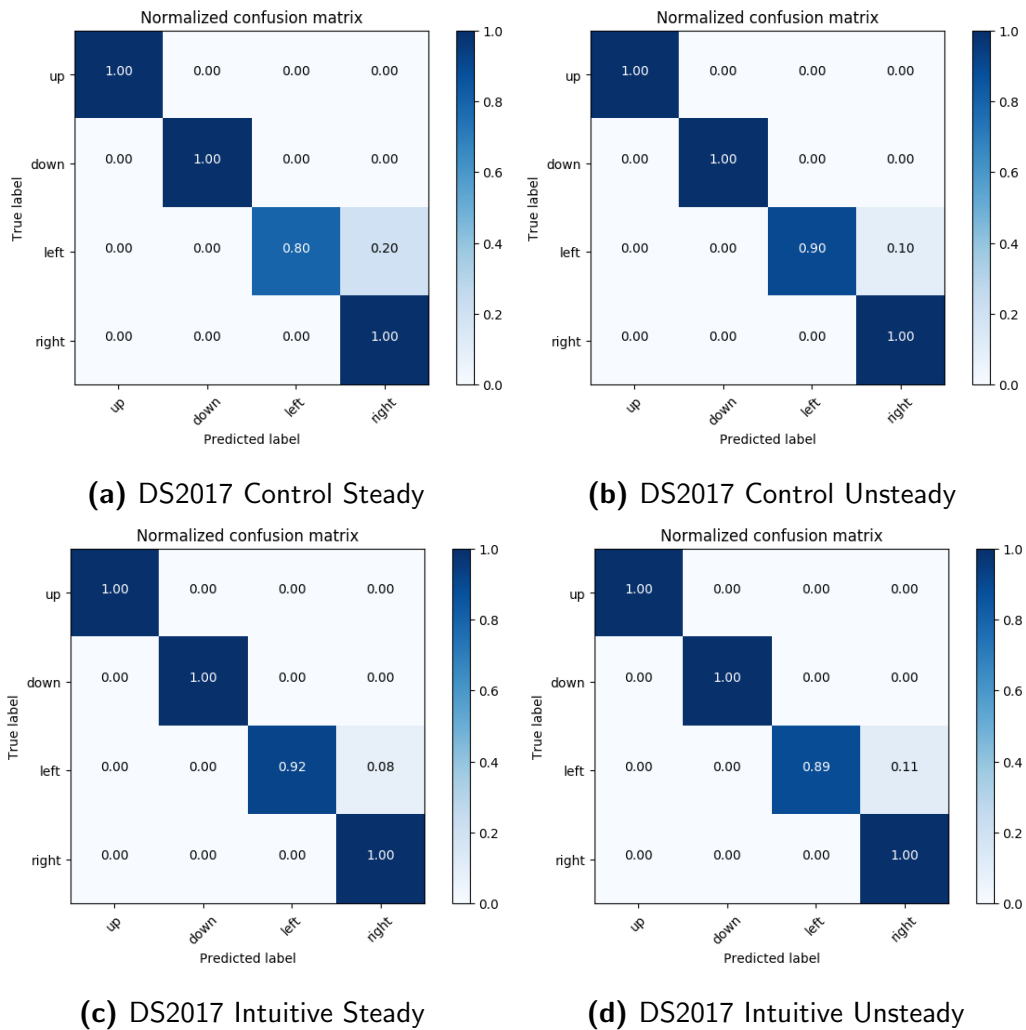 Normalized confusion matrix
1.0
up 1.00 0.00 0.00 0.00
0.8
down 0.00 1.00 0.00 0.00
0.6
True label
0.4
left 0.00 0.00 0.80 0.20
0.2
right 0.00 0.00 0.00 1.00
0.0
up down left right
Predicted label
(a) DS2017 Control Steady
Normalized confusion matrix
1.0
up 1.00 0.00 0.00 0.00
0.8
down 0.00 1.00 0.00 0.00
0.6
True label
0.4
left 0.00 0.00 0.90 0.10
0.2
right 0.00 0.00 0.00 1.00
0.0
up down left right
Predicted label
(b) DS2017 Control Unsteady
Normalized confusion matrix
1.0
up 1.00 0.00 0.00 0.00
0.8
down 0.00 1.00 0.00 0.00
0.6
True label
0.4
left 0.00 0.00 0.92 0.08
0.2
right 0.00 0.00 0.00 1.00
0.0
up down left right
Predicted label
(c) DS2017 Intuitive Steady
Normalized confusion matrix
1.0
up 1.00 0.00 0.00 0.00
0.8
down 0.00 1.00 0.00 0.00
0.6
True label
0.4
left 0.00 0.00 0.89 0.11
0.2
right 0.00 0.00 0.00 1.00
0.0
up down left right
Predicted label
(d) DS2017 Intuitive Unsteady